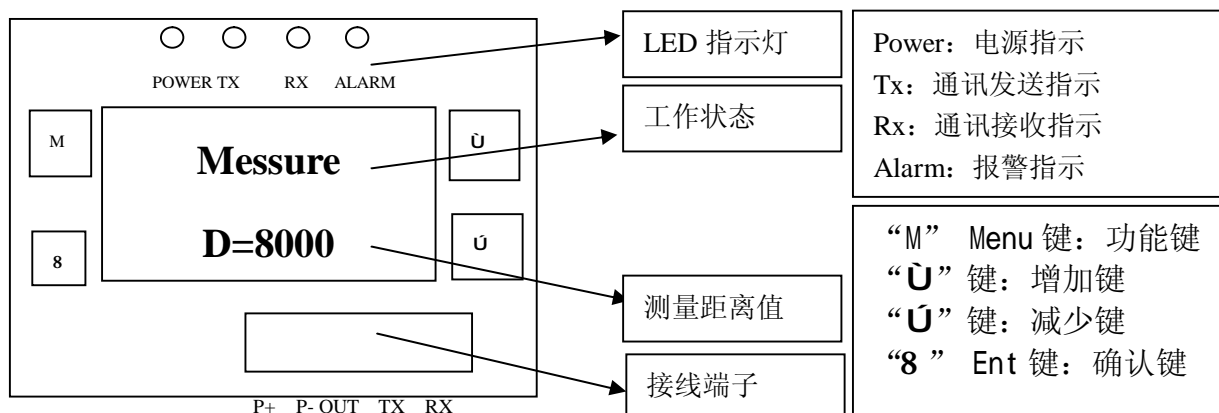 POWER TX RX ALARM
M
Ù
Messure
8
Ú
D=8000
P+ P- OUT TX RX
LED 指示灯
工作状态
测量距离值
接线端子
Power：电源指示
Tx：通讯发送指示
Rx：通讯接收指示
Alarm：报警指示
“M” Menu 键：功能键
“Ù”键：增加键
“Ú”键：减少键
“8 ” Ent 键：确认键